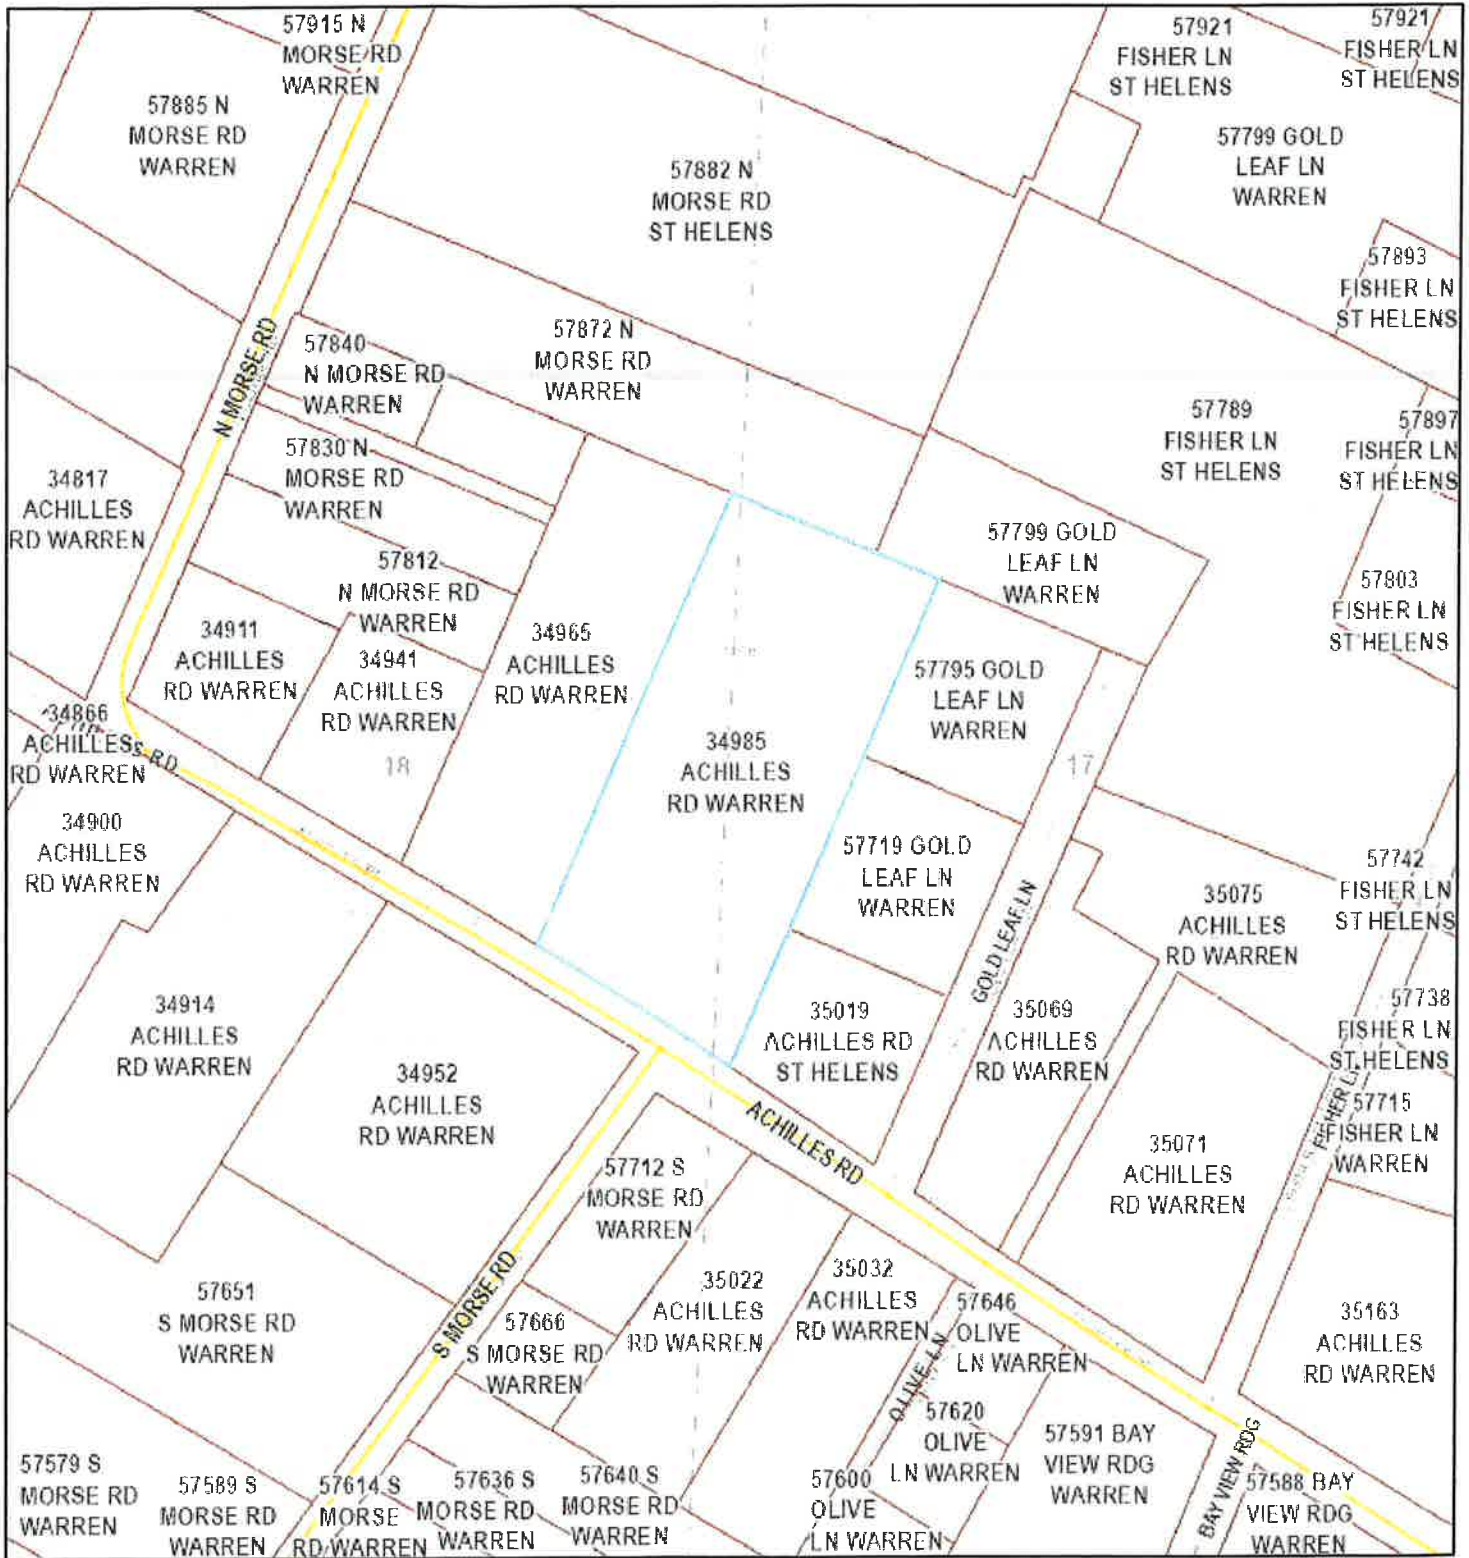 57915 N
MORSE RD
WARREN
57921
FISHER LN
ST HELENS
57921
FISHER LN
ST HELENS
57885 N
MORSE RD
WARREN
57799 GOLD
LEAF LN
WARREN
57882 N
MORSE RD
ST HELENS
57893
FISHER LN
ST HELENS
N MORSE RD
57840
N MORSE RD
WARREN
57872 N
MORSE RD
WARREN
57789
FISHER LN
ST HELENS
57897
FISHER LN
ST HELENS
57830 N
MORSE RD
WARREN
34817
ACHILLES
RD WARREN
57799 GOLD
LEAF LN
WARREN
57812
N MORSE RD
WARREN
57803
FISHER LN
ST HELENS
34911
ACHILLES
RD WARREN
34941
ACHILLES
RD WARREN
34965
ACHILLES
RD WARREN
57795 GOLD
LEAF LN
WARREN
34866
ACHILLES
RD WARREN
S RD
18
34985
ACHILLES
RD WARREN
17
34900
ACHILLES
RD WARREN
57719 GOLD
LEAF LN
WARREN
57742
FISHER LN
ST HELENS
35075
ACHILLES
RD WARREN
GOLD LEAF LN
34914
ACHILLES
RD WARREN
35019
ACHILLES RD
ST HELENS
35069
ACHILLES
RD WARREN
57738
FISHER LN
ST HELENS
34952
ACHILLES
RD WARREN
ACHILLES RD
FISHER LN
57715
FISHER LN
WARREN
35071
ACHILLES
RD WARREN
57712 S
MORSE RD
WARREN
57651
S MORSE RD
WARREN
S MORSE RD
57666
S MORSE RD
WARREN
35022
ACHILLES
RD WARREN
35032
ACHILLES
RD WARREN
57646
OLIVE
LN WARREN
OLIVE LN
35163
ACHILLES
RD WARREN
57620
OLIVE
LN WARREN
57591 BAY
VIEW RDG
WARREN
BAY VIEW RDG
57588 BAY
VIEW RDG
WARREN
57579 S
MORSE RD
WARREN
57589 S
MORSE RD
WARREN
57614 S
MORSE
RD WARREN
57636 S
MORSE RD
WARREN
57640 S
MORSE RD
WARREN
57600
OLIVE
LN WARREN